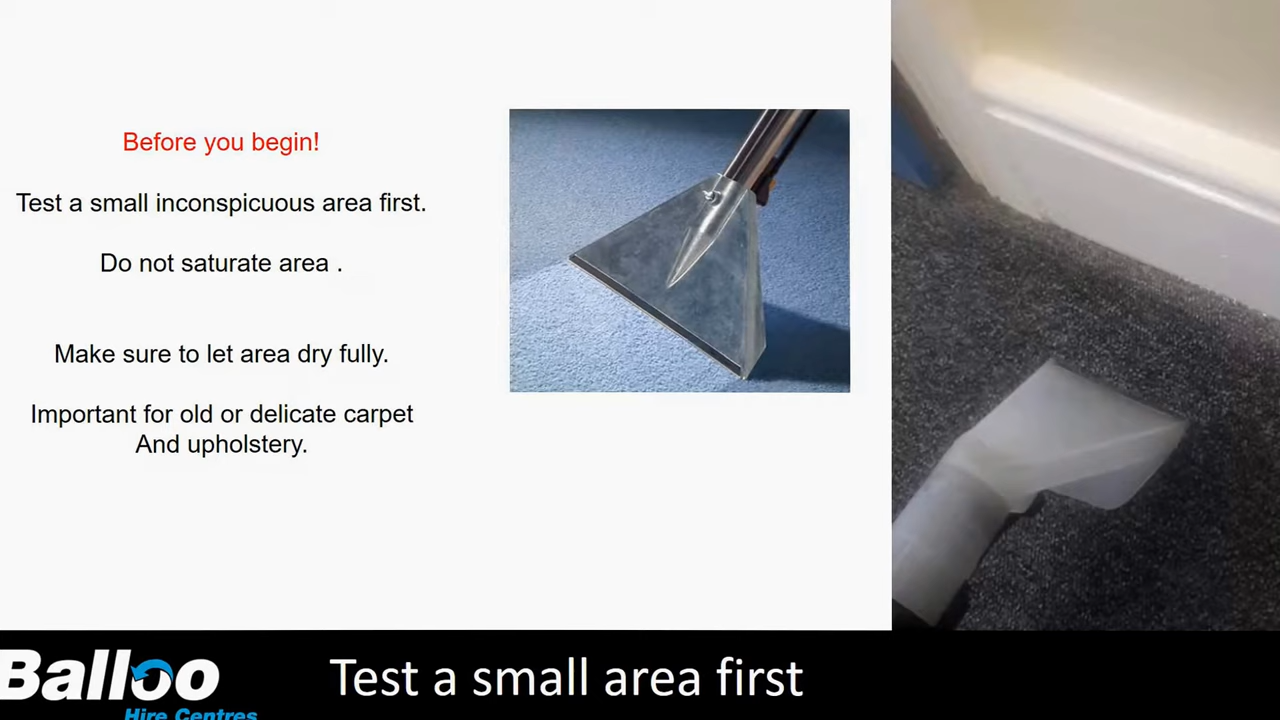 Before you begin!
Test a small inconspicuous area first.
Do not saturate area .
Make sure to let area dry fully.
Important for old or delicate carpet
And upholstery.
Balloo
Hire Centres
Test a small area first